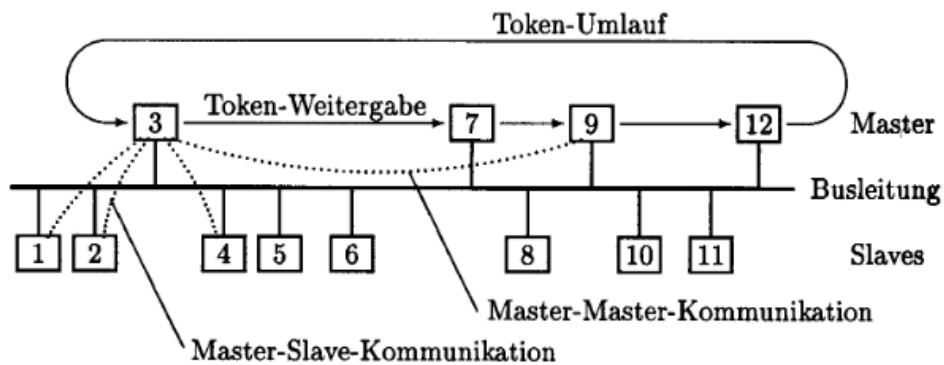 Token-Umlauf
Token-Weitergabe
3 7 9 12 Master
Busleitung
1 2 4 5 6 8 10 11 Slaves
Master-Master-Kommunikation
Master-Slave-Kommunikation